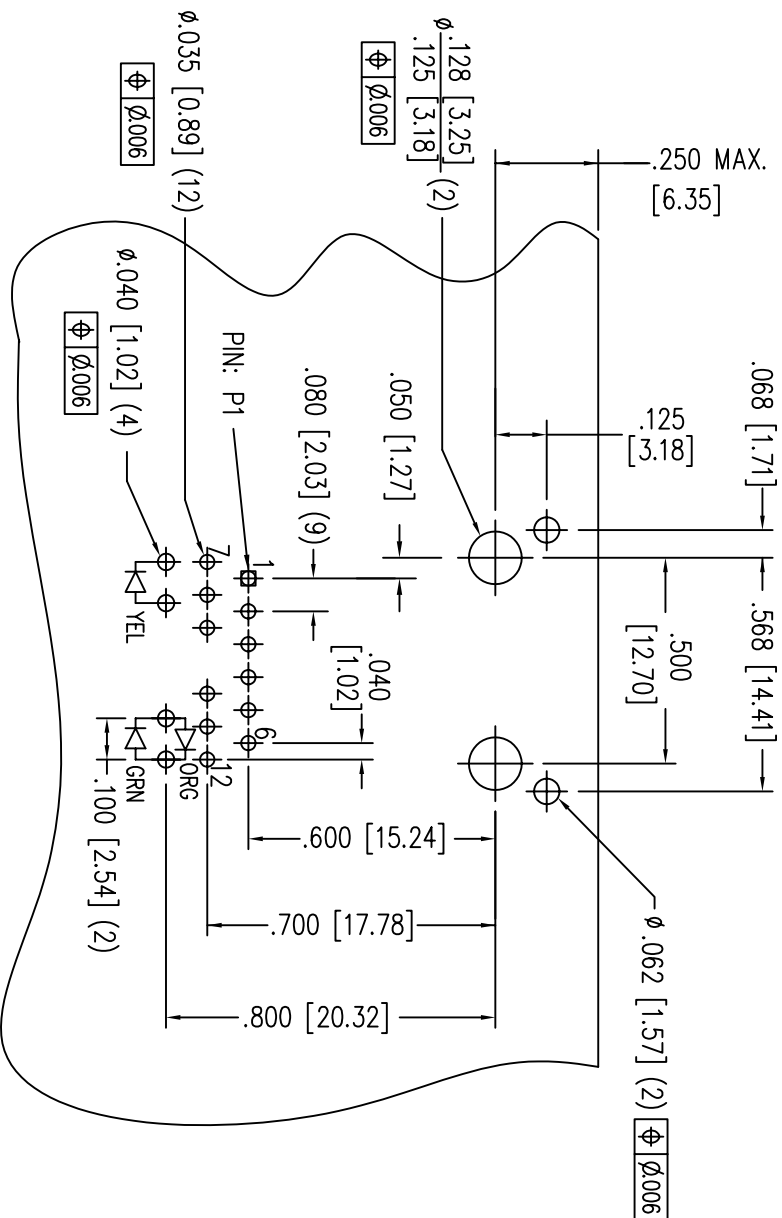 .068 [1.71]
.568 [14.41]
.250 MAX.
[6.35]
.125
[3.18]
.500
[12.70]
ø.128 [3.25]
.125 [3.18]
(2)
⌖ Ø.006
ø .062 [1.57] (2) ⌖ Ø.006
.050 [1.27]
.080 [2.03] (9)
PIN: P1
.040
[1.02]
ø.035 [0.89] (12)
⌖ Ø.006
ø.040 [1.02] (4)
⌖ Ø.006
1
6
7
12
YEL
ORG
GRN
.100 [2.54] (2)
.600 [15.24]
.700 [17.78]
.800 [20.32]